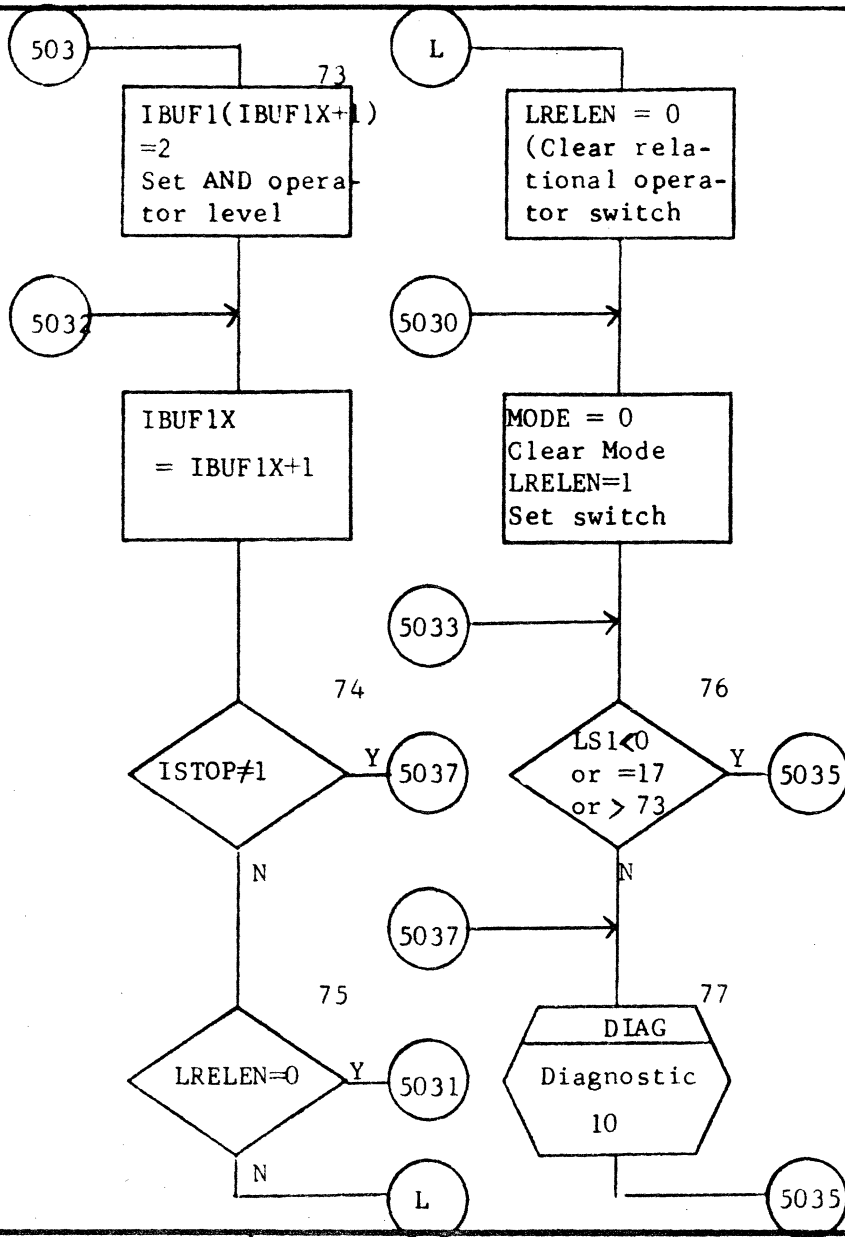 503
73
IBUF1(IBUF1X+1)
=2
Set AND opera-
tor level
5032
IBUF1X
= IBUF1X+1
74
ISTOP≠1
Y
5037
N
75
LRELEN=0
Y
5031
N
L
L
LRELEN = 0
(Clear rela-
tional opera-
tor switch
5030
MODE = 0
Clear Mode
LRELEN=1
Set switch
5033
76
LS1<0
or =17
or > 73
Y
5035
N
5037
77
DIAG
Diagnostic
10
5035